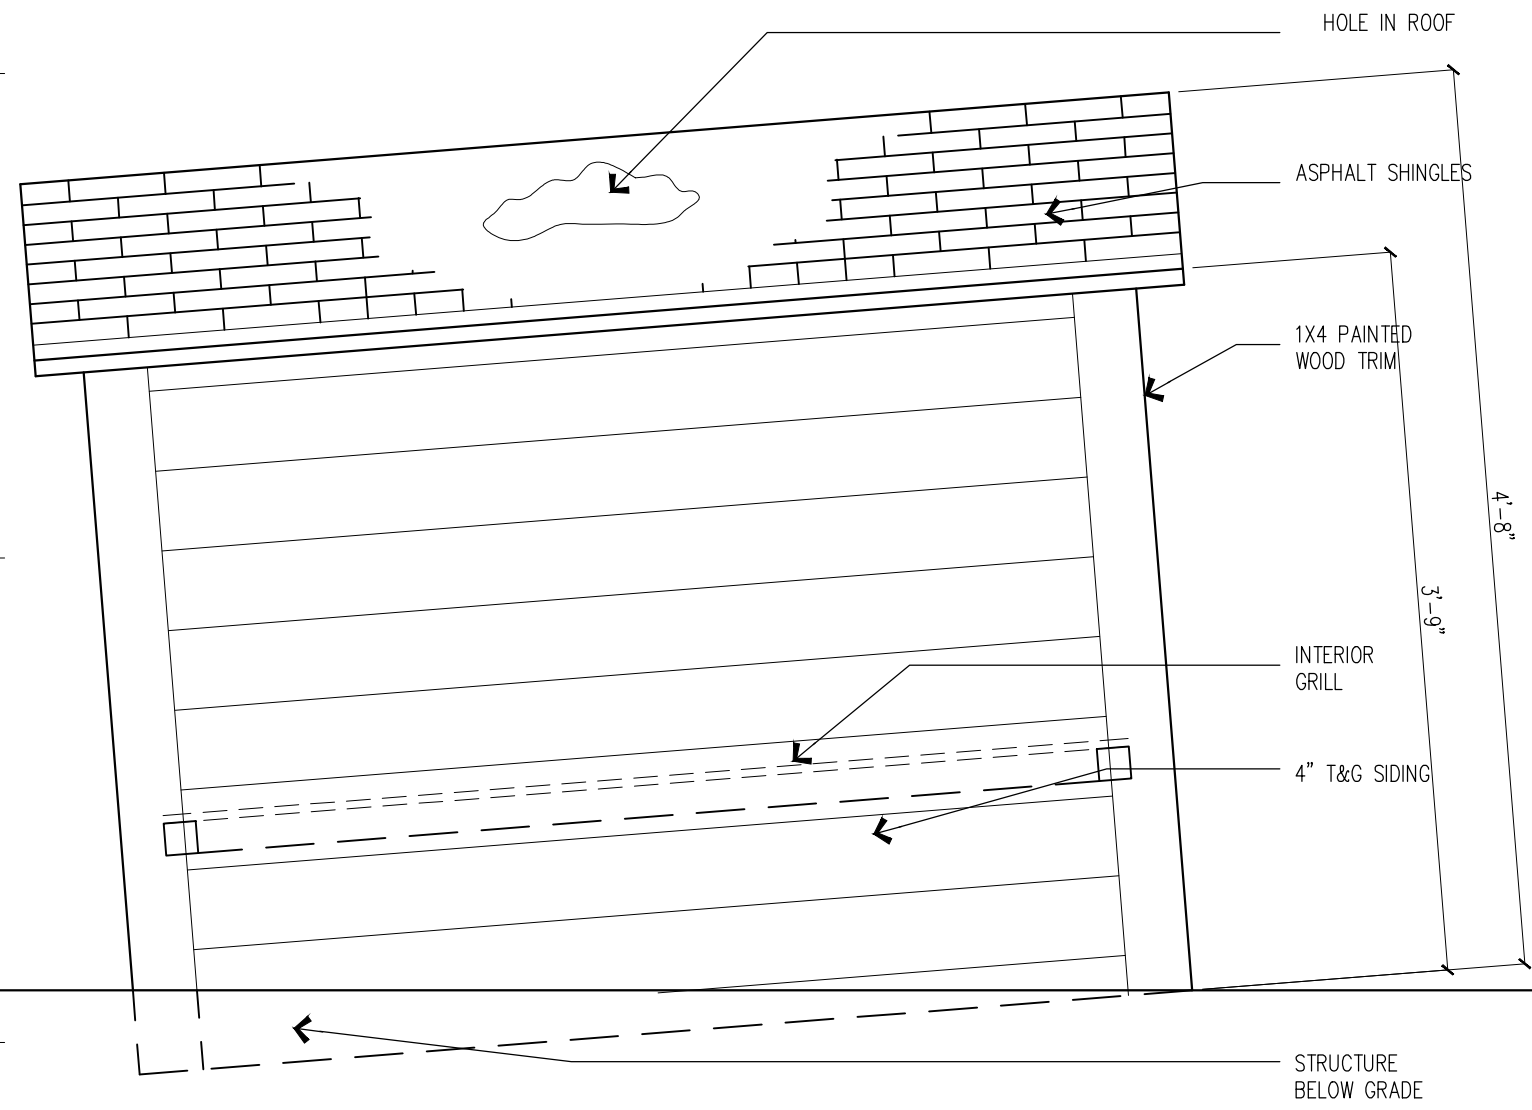 HOLE IN ROOF
ASPHALT SHINGLES
1X4 PAINTED
WOOD TRIM
4'-8"
3'-9"
INTERIOR
GRILL
4" T&G SIDING
STRUCTURE
BELOW GRADE